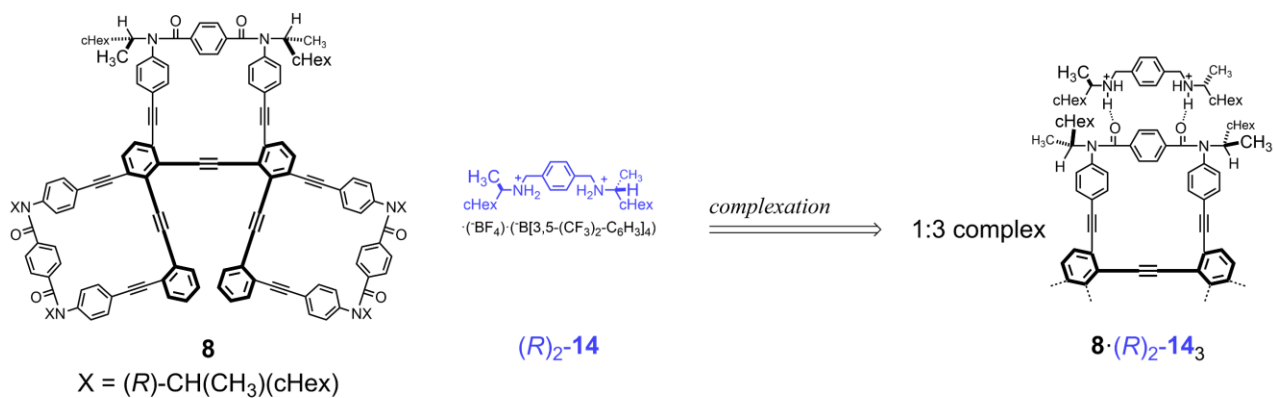 H O O H
cHex N N CH₃
H₃C cHex
XN NX
O O
O O
XN NX
8
X = (R)-CH(CH₃)(cHex)
H₃C CH₃
+ +
NH₂ H₂N H
cHex cHex
·(⁻BF₄)·(⁻B[3,5-(CF₃)₂-C₆H₃]₄)
(R)₂-14
complexation
1:3 complex
H₃C + + CH₃
NH NH
cHex H H cHex
cHex O O cHex
H₃C N N CH₃
H H
8·(R)₂-14₃